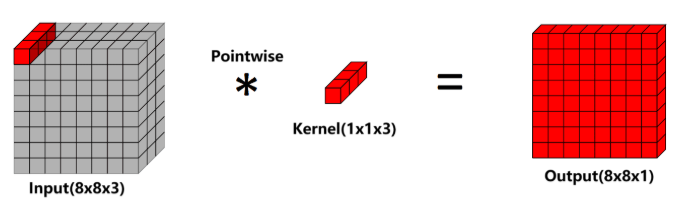 Pointwise
*
=
Kernel(1x1x3)
Input(8x8x3)
Output(8x8x1)